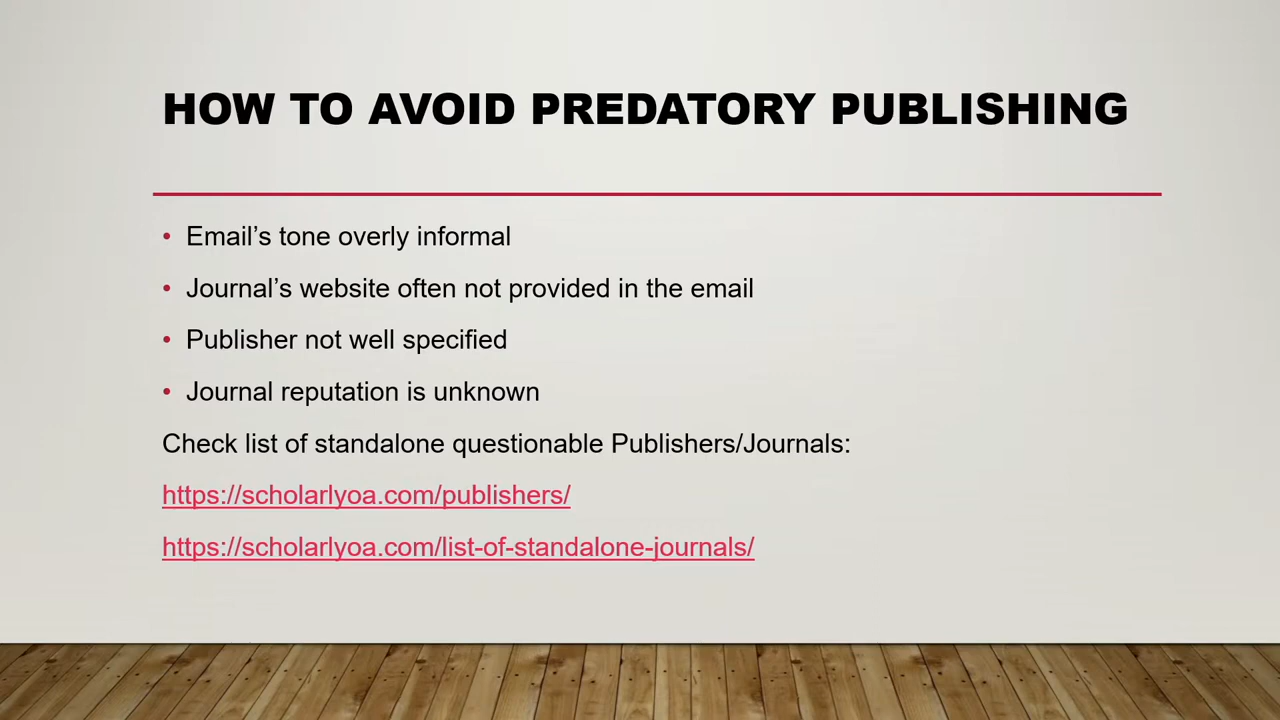 HOW TO AVOID PREDATORY PUBLISHING
• Email’s tone overly informal
• Journal’s website often not provided in the email
• Publisher not well specified
• Journal reputation is unknown
Check list of standalone questionable Publishers/Journals:
https://scholarlyoa.com/publishers/
https://scholarlyoa.com/list-of-standalone-journals/